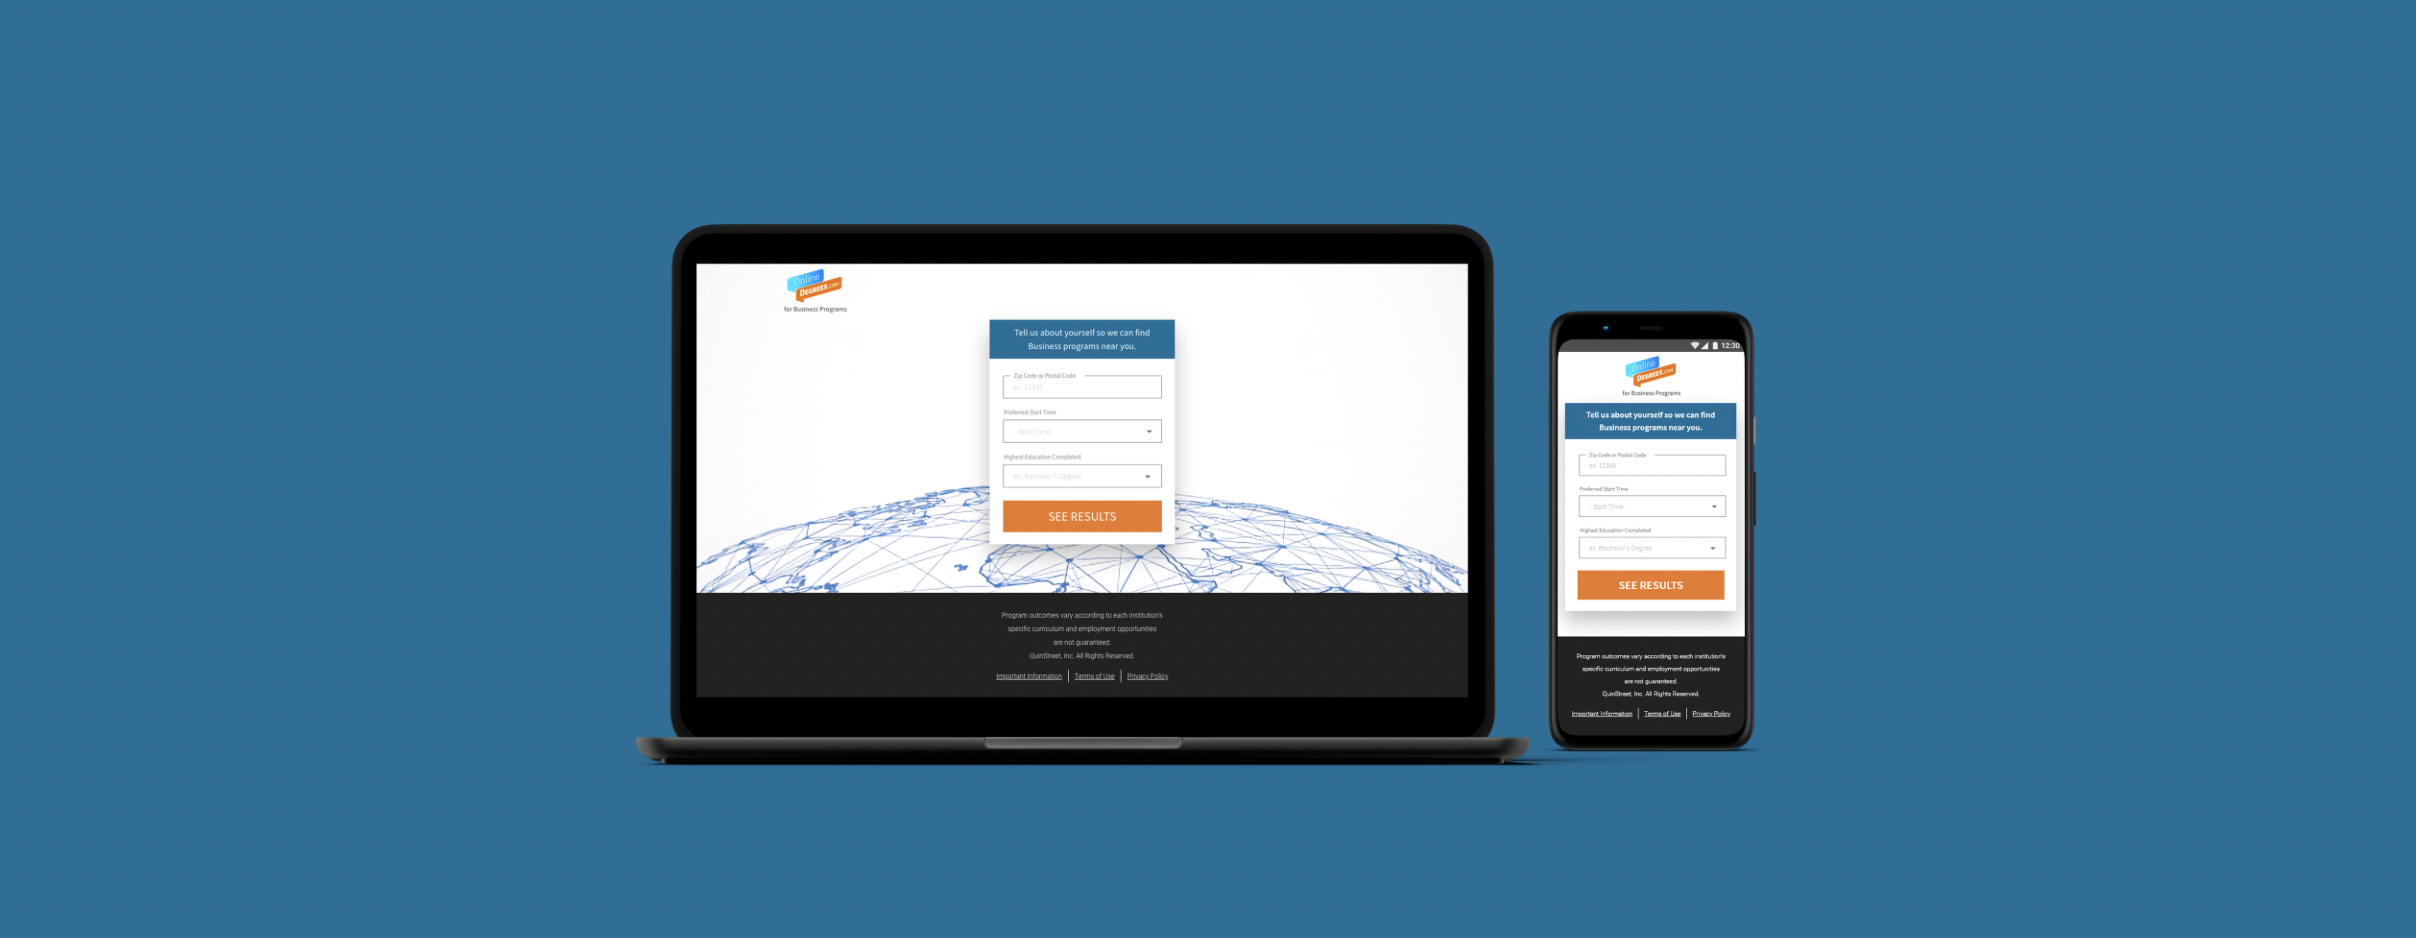 Online
DEGREES.COM
for Business Programs
Tell us about yourself so we can find
Business programs near you.
Zip Code or Postal Code
ex. 12345
Preferred Start Time
- Start Time -
Highest Education Completed
ex. Bachelor's Degree
SEE RESULTS
Program outcomes vary according to each institution's
specific curriculum and employment opportunities
are not guaranteed.
QuinStreet, Inc. All Rights Reserved.
Important Information | Terms of Use | Privacy Policy
12:30
Online
DEGREES.COM
for Business Programs
Tell us about yourself so we can find
Business programs near you.
Zip Code or Postal Code
ex. 12345
Preferred Start Time
- Start Time -
Highest Education Completed
ex. Bachelor's Degree
SEE RESULTS
Program outcomes vary according to each institution's
specific curriculum and employment opportunities
are not guaranteed.
QuinStreet, Inc. All Rights Reserved.
Important Information | Terms of Use | Privacy Policy